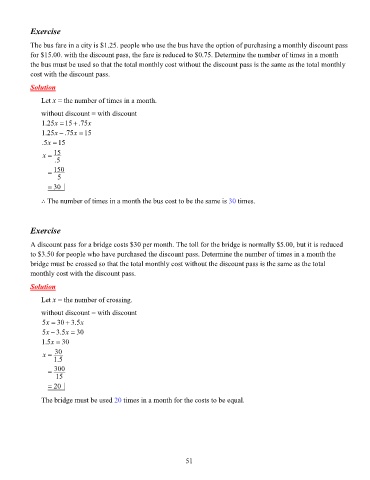 Exercise
The bus fare in a city is $1.25. people who use the bus have the option of purchasing a monthly discount pass
for $15.00. with the discount pass, the fare is reduced to $0.75. Determine the number of times in a month
the bus must be used so that the total monthly cost without the discount pass is the same as the total monthly
cost with the discount pass.
Solution
Let x = the number of times in a month.
without discount = with discount
1.25x = 15 + .75x
1.25x − .75x = 15
.5x = 15
x = 15/.5
= 150/5
= 30
∴ The number of times in a month the bus cost to be the same is 30 times.
Exercise
A discount pass for a bridge costs $30 per month. The toll for the bridge is normally $5.00, but it is reduced
to $3.50 for people who have purchased the discount pass. Determine the number of times in a month the
bridge must be crossed so that the total monthly cost without the discount pass is the same as the total
monthly cost with the discount pass.
Solution
Let x = the number of crossing.
without discount = with discount
5x = 30 + 3.5x
5x − 3.5x = 30
1.5x = 30
x = 30/1.5
= 300/15
= 20
The bridge must be used 20 times in a month for the costs to be equal.
51